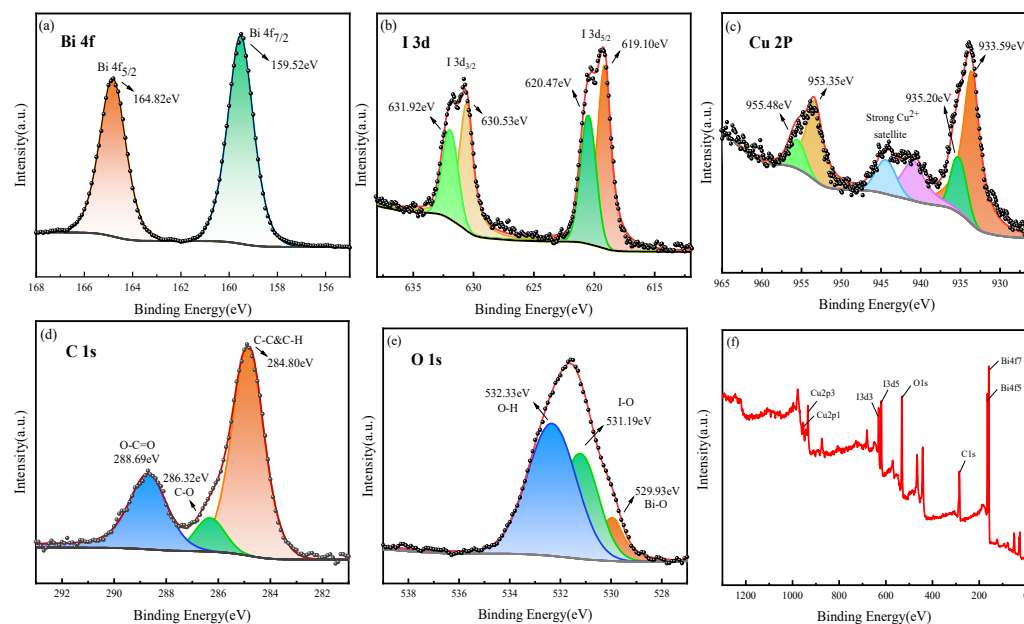 (a)
Bi 4f
Bi 4f7/2
159.52eV
Bi 4f5/2
164.82eV
Intensity(a.u.)
168 166 164 162 160 158 156
Binding Energy(eV)
(b)
I 3d
I 3d5/2
619.10eV
I 3d3/2
620.47eV
631.92eV
630.53eV
Intensity(a.u.)
635 630 625 620 615
Binding Energy(eV)
(c)
Cu 2P
933.59eV
953.35eV
955.48eV
935.20eV
Strong Cu2+
satellite
Intensity(a.u.)
965 960 955 950 945 940 935 930
Binding Energy(eV)
(d)
C 1s
C-C&C-H
284.80eV
O-C=O
288.69eV
286.32eV
C-O
Intensity(a.u.)
292 290 288 286 284 282
Binding Energy(eV)
(e)
O 1s
532.33eV
O-H
I-O
531.19eV
529.93eV
Bi-O
Intensity(a.u.)
538 536 534 532 530 528
Binding Energy(eV)
(f)
Bi4f7
Bi4f5
I3d5
I3d3
O1s
Cu2p3
Cu2p1
C1s
Intensity(a.u.)
1200 1000 800 600 400 200 0
Binding Energy(eV)